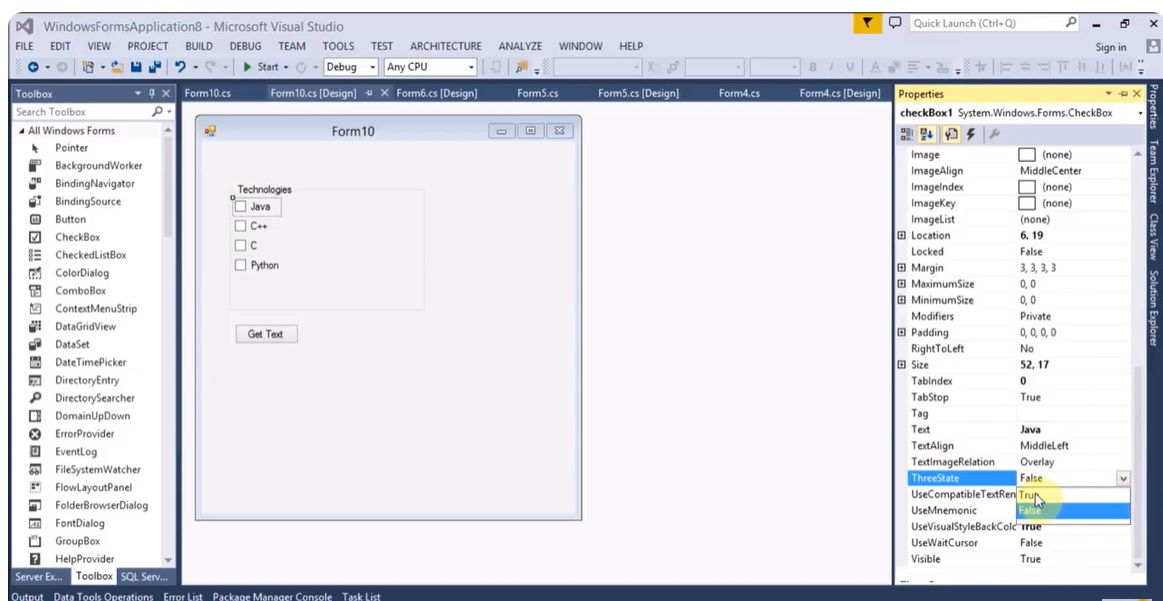 WindowsFormsApplication8 - Microsoft Visual Studio
Quick Launch (Ctrl+Q)
FILE EDIT VIEW PROJECT BUILD DEBUG TEAM TOOLS TEST ARCHITECTURE ANALYZE WINDOW HELP
Sign in
Start Debug Any CPU
Toolbox
Search Toolbox
All Windows Forms
Pointer
BackgroundWorker
BindingNavigator
BindingSource
Button
CheckBox
CheckedListBox
ColorDialog
ComboBox
ContextMenuStrip
DataGridView
DataSet
DateTimePicker
DirectoryEntry
DirectorySearcher
DomainUpDown
ErrorProvider
EventLog
FileSystemWatcher
FlowLayoutPanel
FolderBrowserDialog
FontDialog
GroupBox
HelpProvider
Server Ex... Toolbox SQL Serv...
Form10.cs Form10.cs [Design] Form6.cs [Design] Form5.cs Form5.cs [Design] Form4.cs Form4.cs [Design]
Form10
Technologies
Java
C++
C
Python
Get Text
Properties
checkBox1 System.Windows.Forms.CheckBox
Image (none)
ImageAlign MiddleCenter
ImageIndex (none)
ImageKey (none)
ImageList (none)
Location 6, 19
Locked False
Margin 3, 3, 3, 3
MaximumSize 0, 0
MinimumSize 0, 0
Modifiers Private
Padding 0, 0, 0, 0
RightToLeft No
Size 52, 17
TabIndex 0
TabStop True
Tag
Text Java
TextAlign MiddleLeft
TextImageRelation Overlay
ThreeState False
UseCompatibleTextRen True
UseMnemonic False
UseVisualStyleBackColo True
UseWaitCursor False
Visible True
Properties
Team Explorer
Class View
Solution Explorer
Output Data Tools Operations Error List Package Manager Console Task List